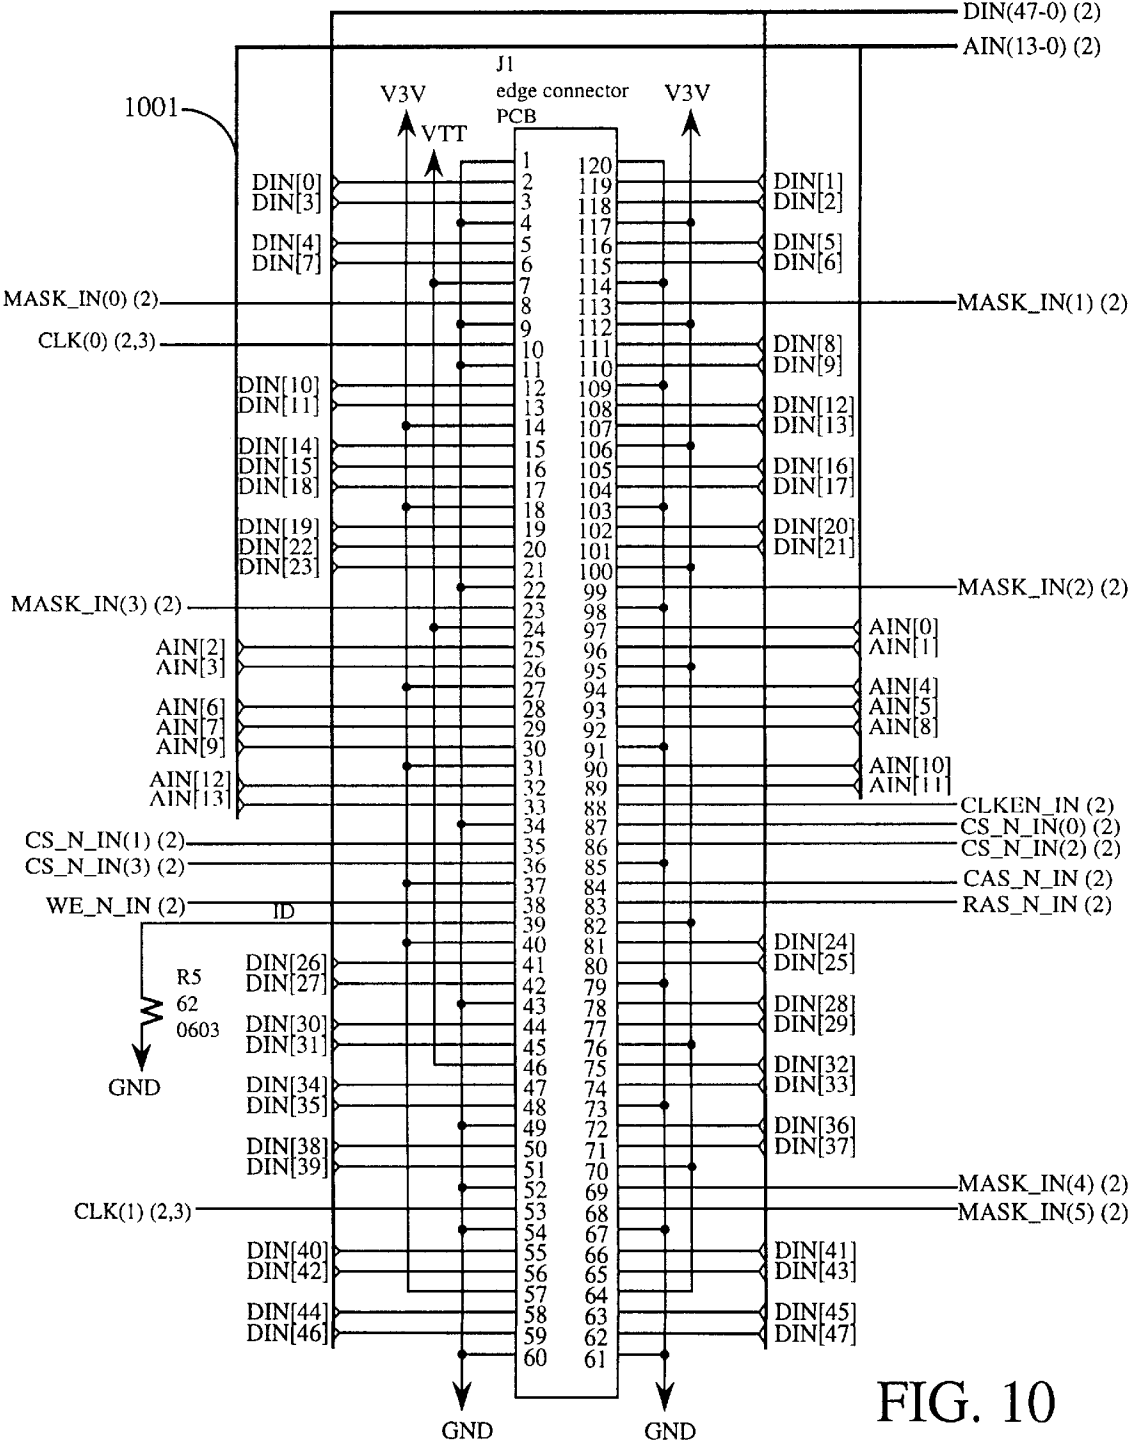 DIN(47-0) (2)
AIN(13-0) (2)
J1
edge connector
PCB
V3V
V3V
1001
VTT
1 120
DIN[0] 2 119 DIN[1]
DIN[3] 3 118 DIN[2]
4 117
DIN[4] 5 116 DIN[5]
DIN[7] 6 115 DIN[6]
7 114
MASK_IN(0) (2) 8 113 MASK_IN(1) (2)
9 112
CLK(0) (2,3) 10 111 DIN[8]
11 110 DIN[9]
DIN[10] 12 109
DIN[11] 13 108 DIN[12]
14 107 DIN[13]
DIN[14] 15 106
DIN[15] 16 105 DIN[16]
DIN[18] 17 104 DIN[17]
18 103
DIN[19] 19 102 DIN[20]
DIN[22] 20 101 DIN[21]
DIN[23] 21 100
22 99 MASK_IN(2) (2)
MASK_IN(3) (2) 23 98
24 97 AIN[0]
AIN[2] 25 96 AIN[1]
AIN[3] 26 95
27 94 AIN[4]
AIN[6] 28 93 AIN[5]
AIN[7] 29 92 AIN[8]
AIN[9] 30 91
31 90 AIN[10]
AIN[12] 32 89 AIN[11]
AIN[13] 33 88 CLKEN_IN (2)
34 87 CS_N_IN(0) (2)
CS_N_IN(1) (2) 35 86 CS_N_IN(2) (2)
CS_N_IN(3) (2) 36 85
37 84 CAS_N_IN (2)
WE_N_IN (2) 38 83 RAS_N_IN (2)
ID 39 82
40 81 DIN[24]
DIN[26] 41 80 DIN[25]
DIN[27] 42 79
R5
62
0603
GND
43 78 DIN[28]
DIN[30] 44 77 DIN[29]
DIN[31] 45 76
46 75 DIN[32]
DIN[34] 47 74 DIN[33]
DIN[35] 48 73
49 72 DIN[36]
DIN[38] 50 71 DIN[37]
DIN[39] 51 70
52 69 MASK_IN(4) (2)
CLK(1) (2,3) 53 68 MASK_IN(5) (2)
54 67
DIN[40] 55 66 DIN[41]
DIN[42] 56 65 DIN[43]
57 64
DIN[44] 58 63 DIN[45]
DIN[46] 59 62 DIN[47]
60 61
GND GND
FIG. 10